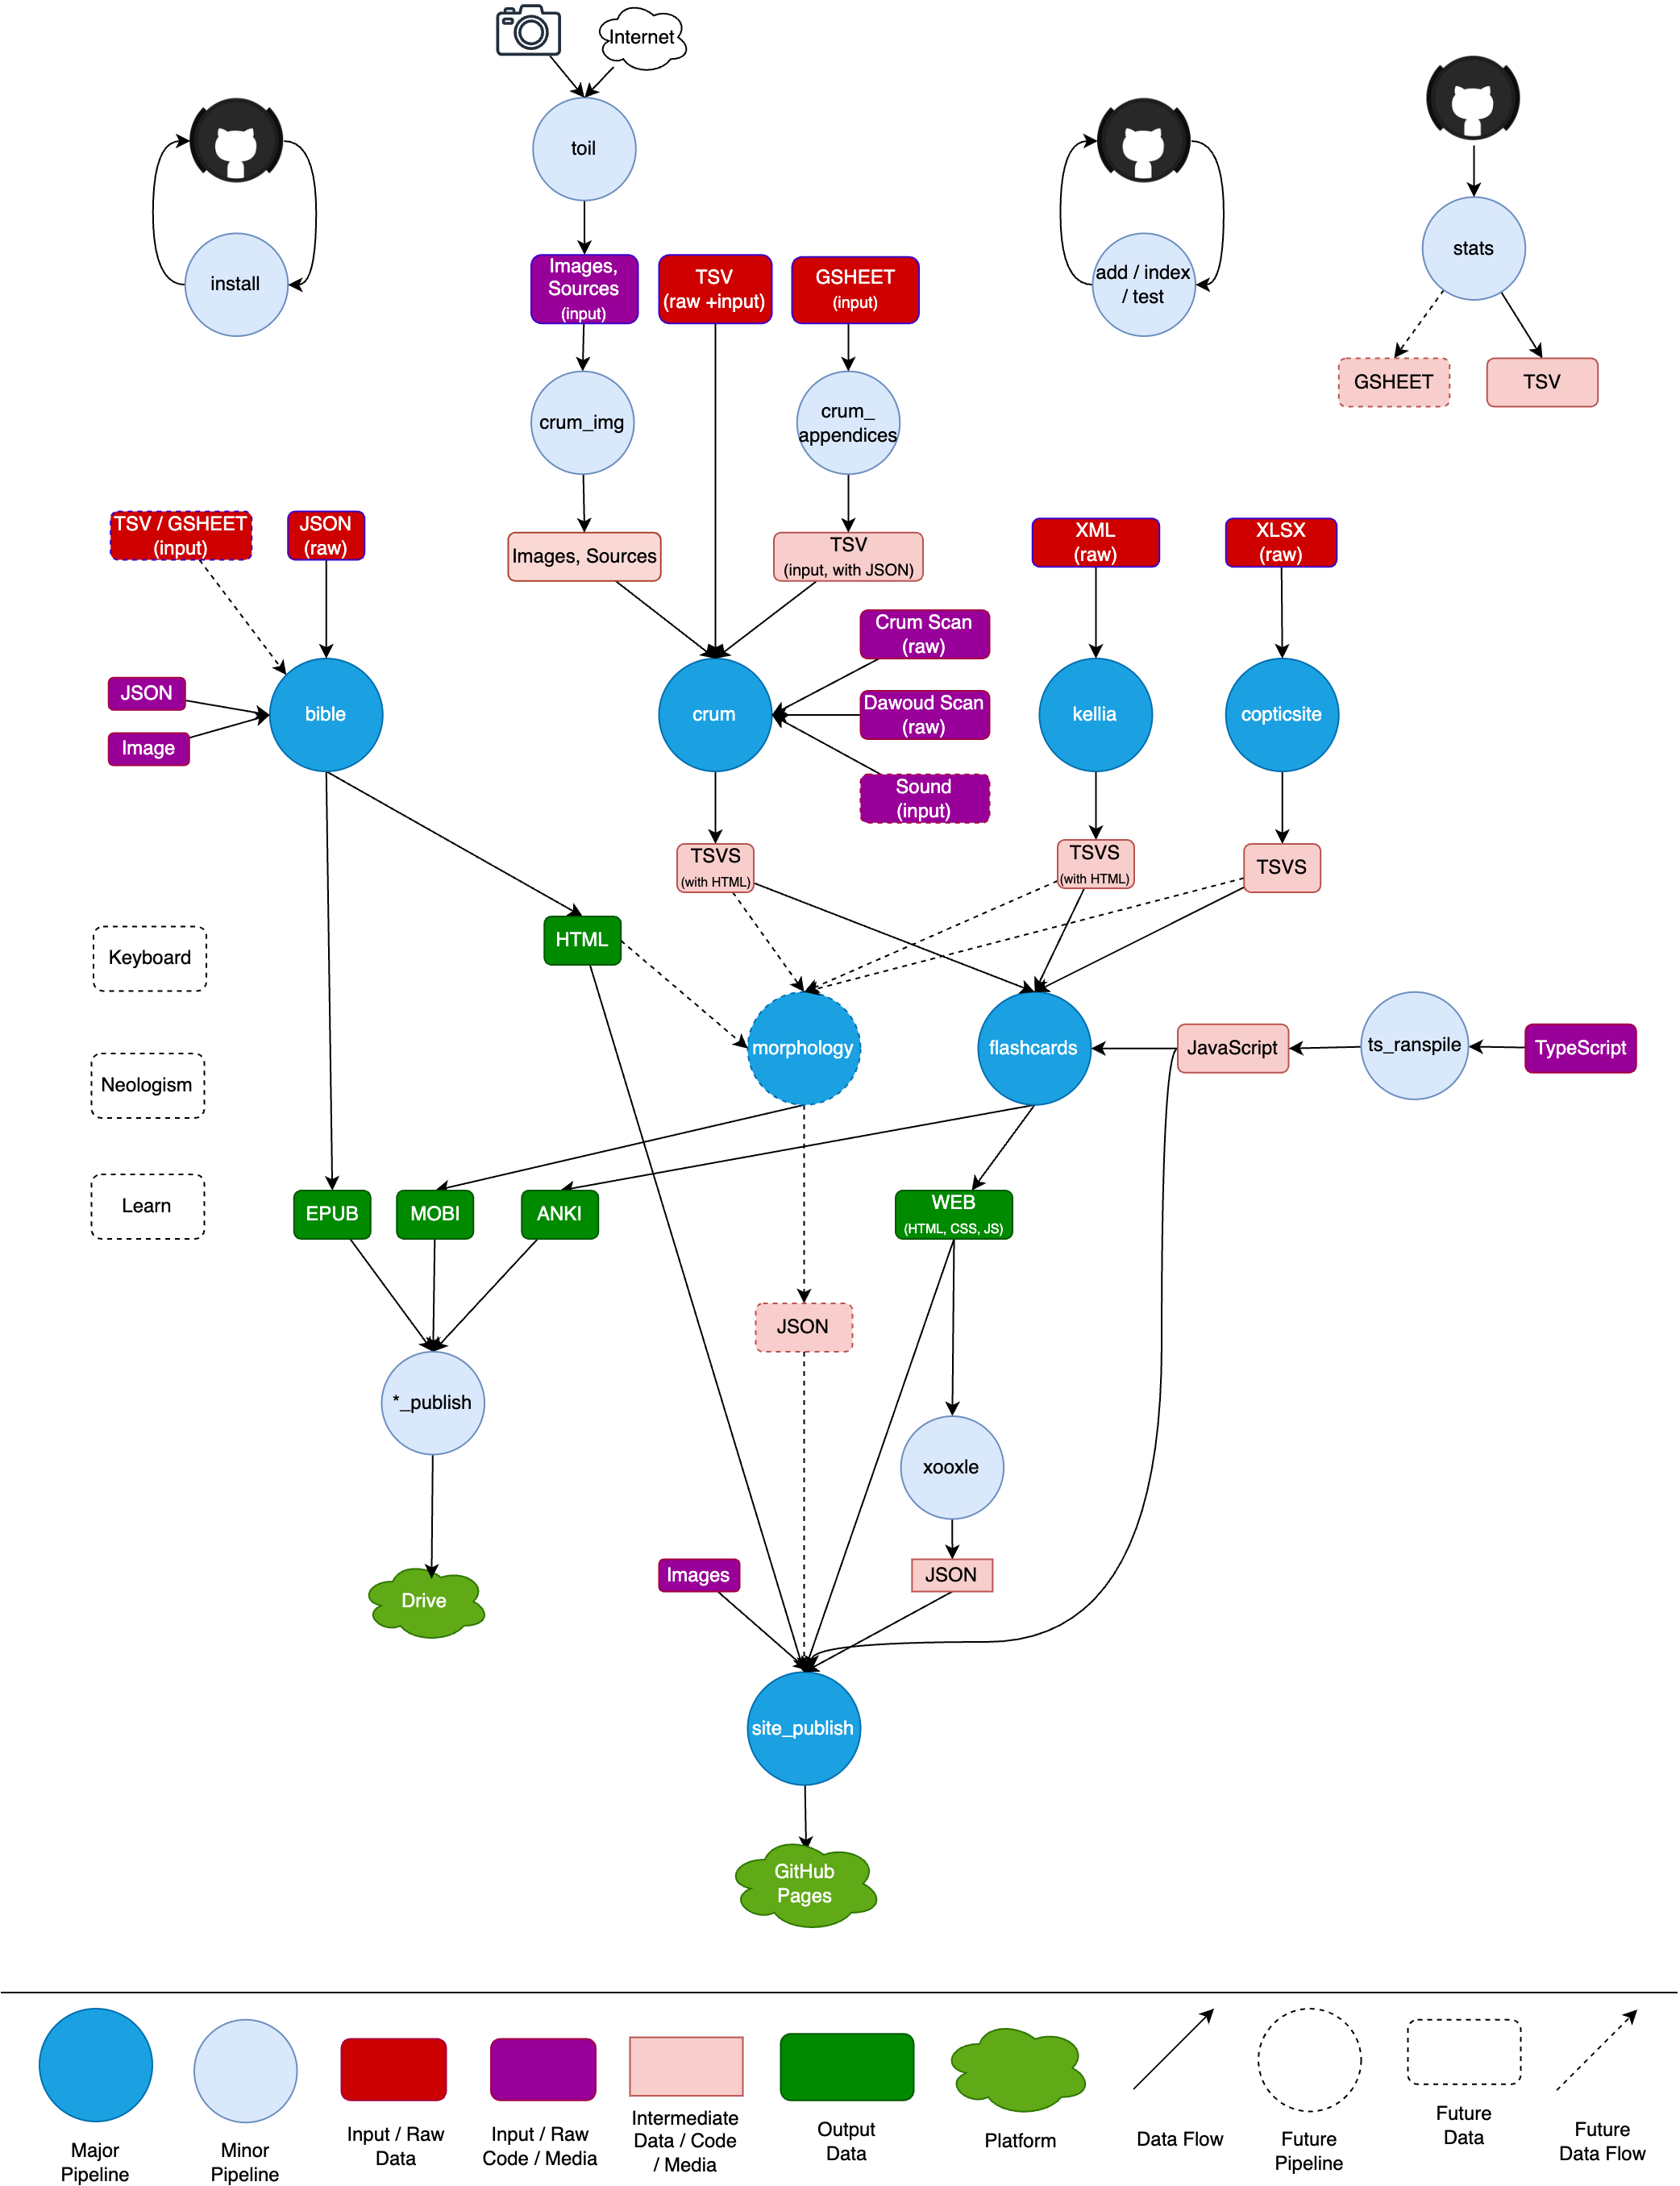 Internet
toil
install
add / index
/ test
stats
Images,
Sources
(input)
TSV
(raw +input)
GSHEET
(input)
GSHEET
TSV
crum_img
crum_
appendices
TSV / GSHEET
(input)
JSON
(raw)
Images, Sources
TSV
(input, with JSON)
XML
(raw)
XLSX
(raw)
Crum Scan
(raw)
JSON
Image
bible
crum
Dawoud Scan
(raw)
kellia
copticsite
Sound
(input)
TSVS
(with HTML)
TSVS
(with HTML)
TSVS
HTML
Keyboard
morphology
flashcards
JavaScript
ts_ranspile
TypeScript
Neologism
Learn
EPUB
MOBI
ANKI
WEB
(HTML, CSS, JS)
JSON
*_publish
xooxle
Drive
Images
JSON
site_publish
GitHub
Pages
Major
Pipeline
Minor
Pipeline
Input / Raw
Data
Input / Raw
Code / Media
Intermediate
Data / Code
/ Media
Output
Data
Platform
Data Flow
Future
Pipeline
Future
Data
Future
Data Flow